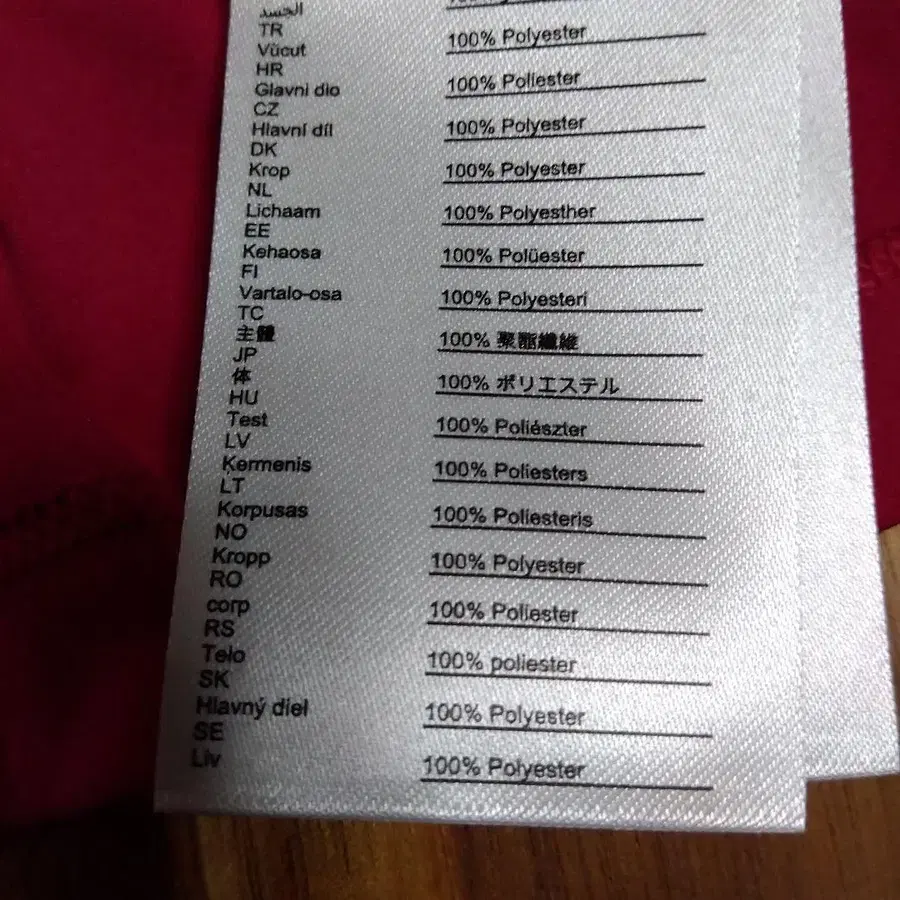 الجسد
TR
Vücut 100% Polyester
HR
Glavni dio 100% Poliester
CZ
Hlavní díl 100% Polyester
DK
Krop 100% Polyester
NL
Lichaam 100% Polyesther
EE
Kehaosa 100% Polüester
FI
Vartalo-osa 100% Polyesteri
TC
主體 100% 聚酯纖維
JP
体 100% ポリエステル
HU
Test 100% Poliészter
LV
Ķermenis 100% Poliesters
LT
Korpusas 100% Poliesteris
NO
Kropp 100% Polyester
RO
corp 100% Poliester
RS
Telo 100% poliester
SK
Hlavný diel 100% Polyester
SE
Liv 100% Polyester